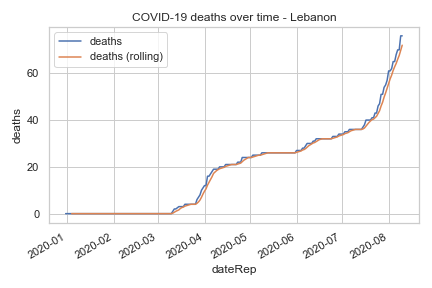 COVID-19 deaths over time - Lebanon
deaths
deaths (rolling)
deaths
60
40
20
0
2020-01
2020-02
2020-03
2020-04
2020-05
2020-06
2020-07
2020-08
dateRep